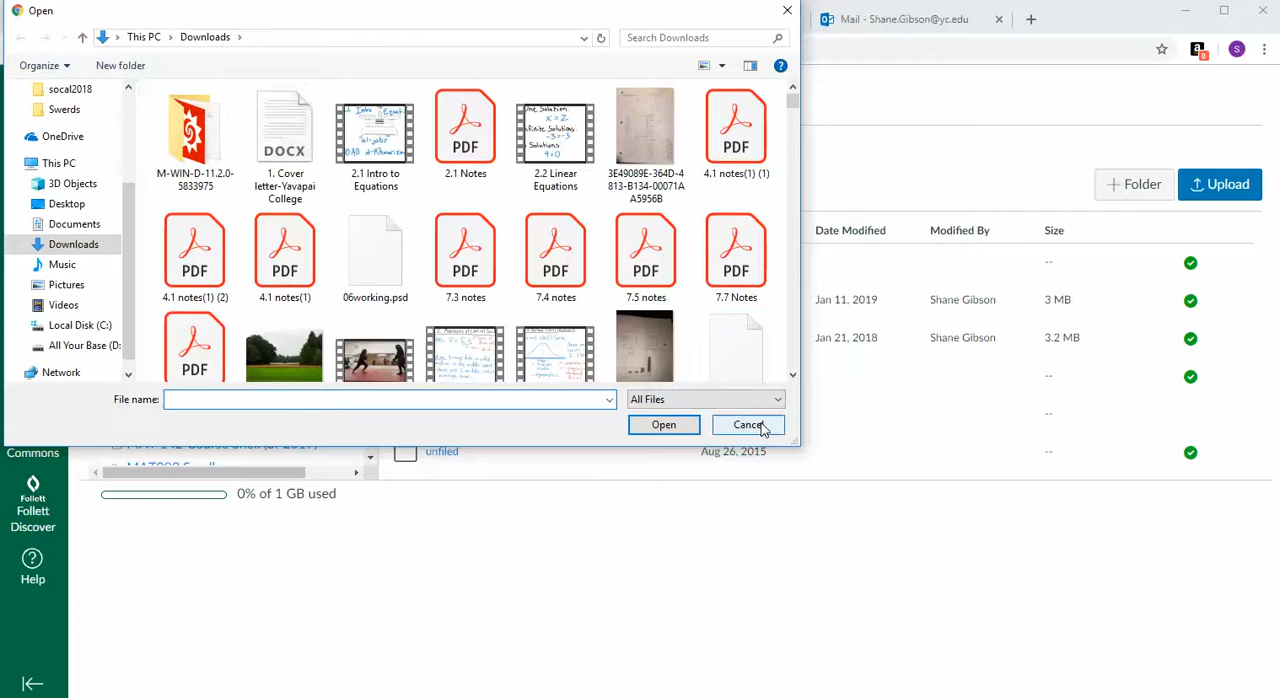 Open
Mail - Shane.Gibson@yc.edu
This PC
Downloads
Search Downloads
Organize
New folder
socal2018
Swerds
OneDrive
This PC
3D Objects
Desktop
Documents
Downloads
Music
Pictures
Videos
Local Disk (C:)
All Your Base (D:
Network
M-WIN-D-11.2.0-
5833975
DOCX
1. Cover
letter-Yavapai
College
2.1 Intro to
Equations
PDF
2.1 Notes
2.2 Linear
Equations
3E49089E-364D-4
813-B134-00071A
A5956B
PDF
4.1 notes(1) (1)
PDF
4.1 notes(1) (2)
PDF
4.1 notes(1)
06working.psd
PDF
7.3 notes
PDF
7.4 notes
PDF
7.5 notes
PDF
7.7 Notes
PDF
File name:
All Files
Open
Cancel
Folder
Upload
Date Modified
Modified By
Size
--
Jan 11, 2019
Shane Gibson
3 MB
Jan 21, 2018
Shane Gibson
3.2 MB
--
--
unfiled
Aug 26, 2015
--
0% of 1 GB used
Commons
Follett
Follett
Discover
Help